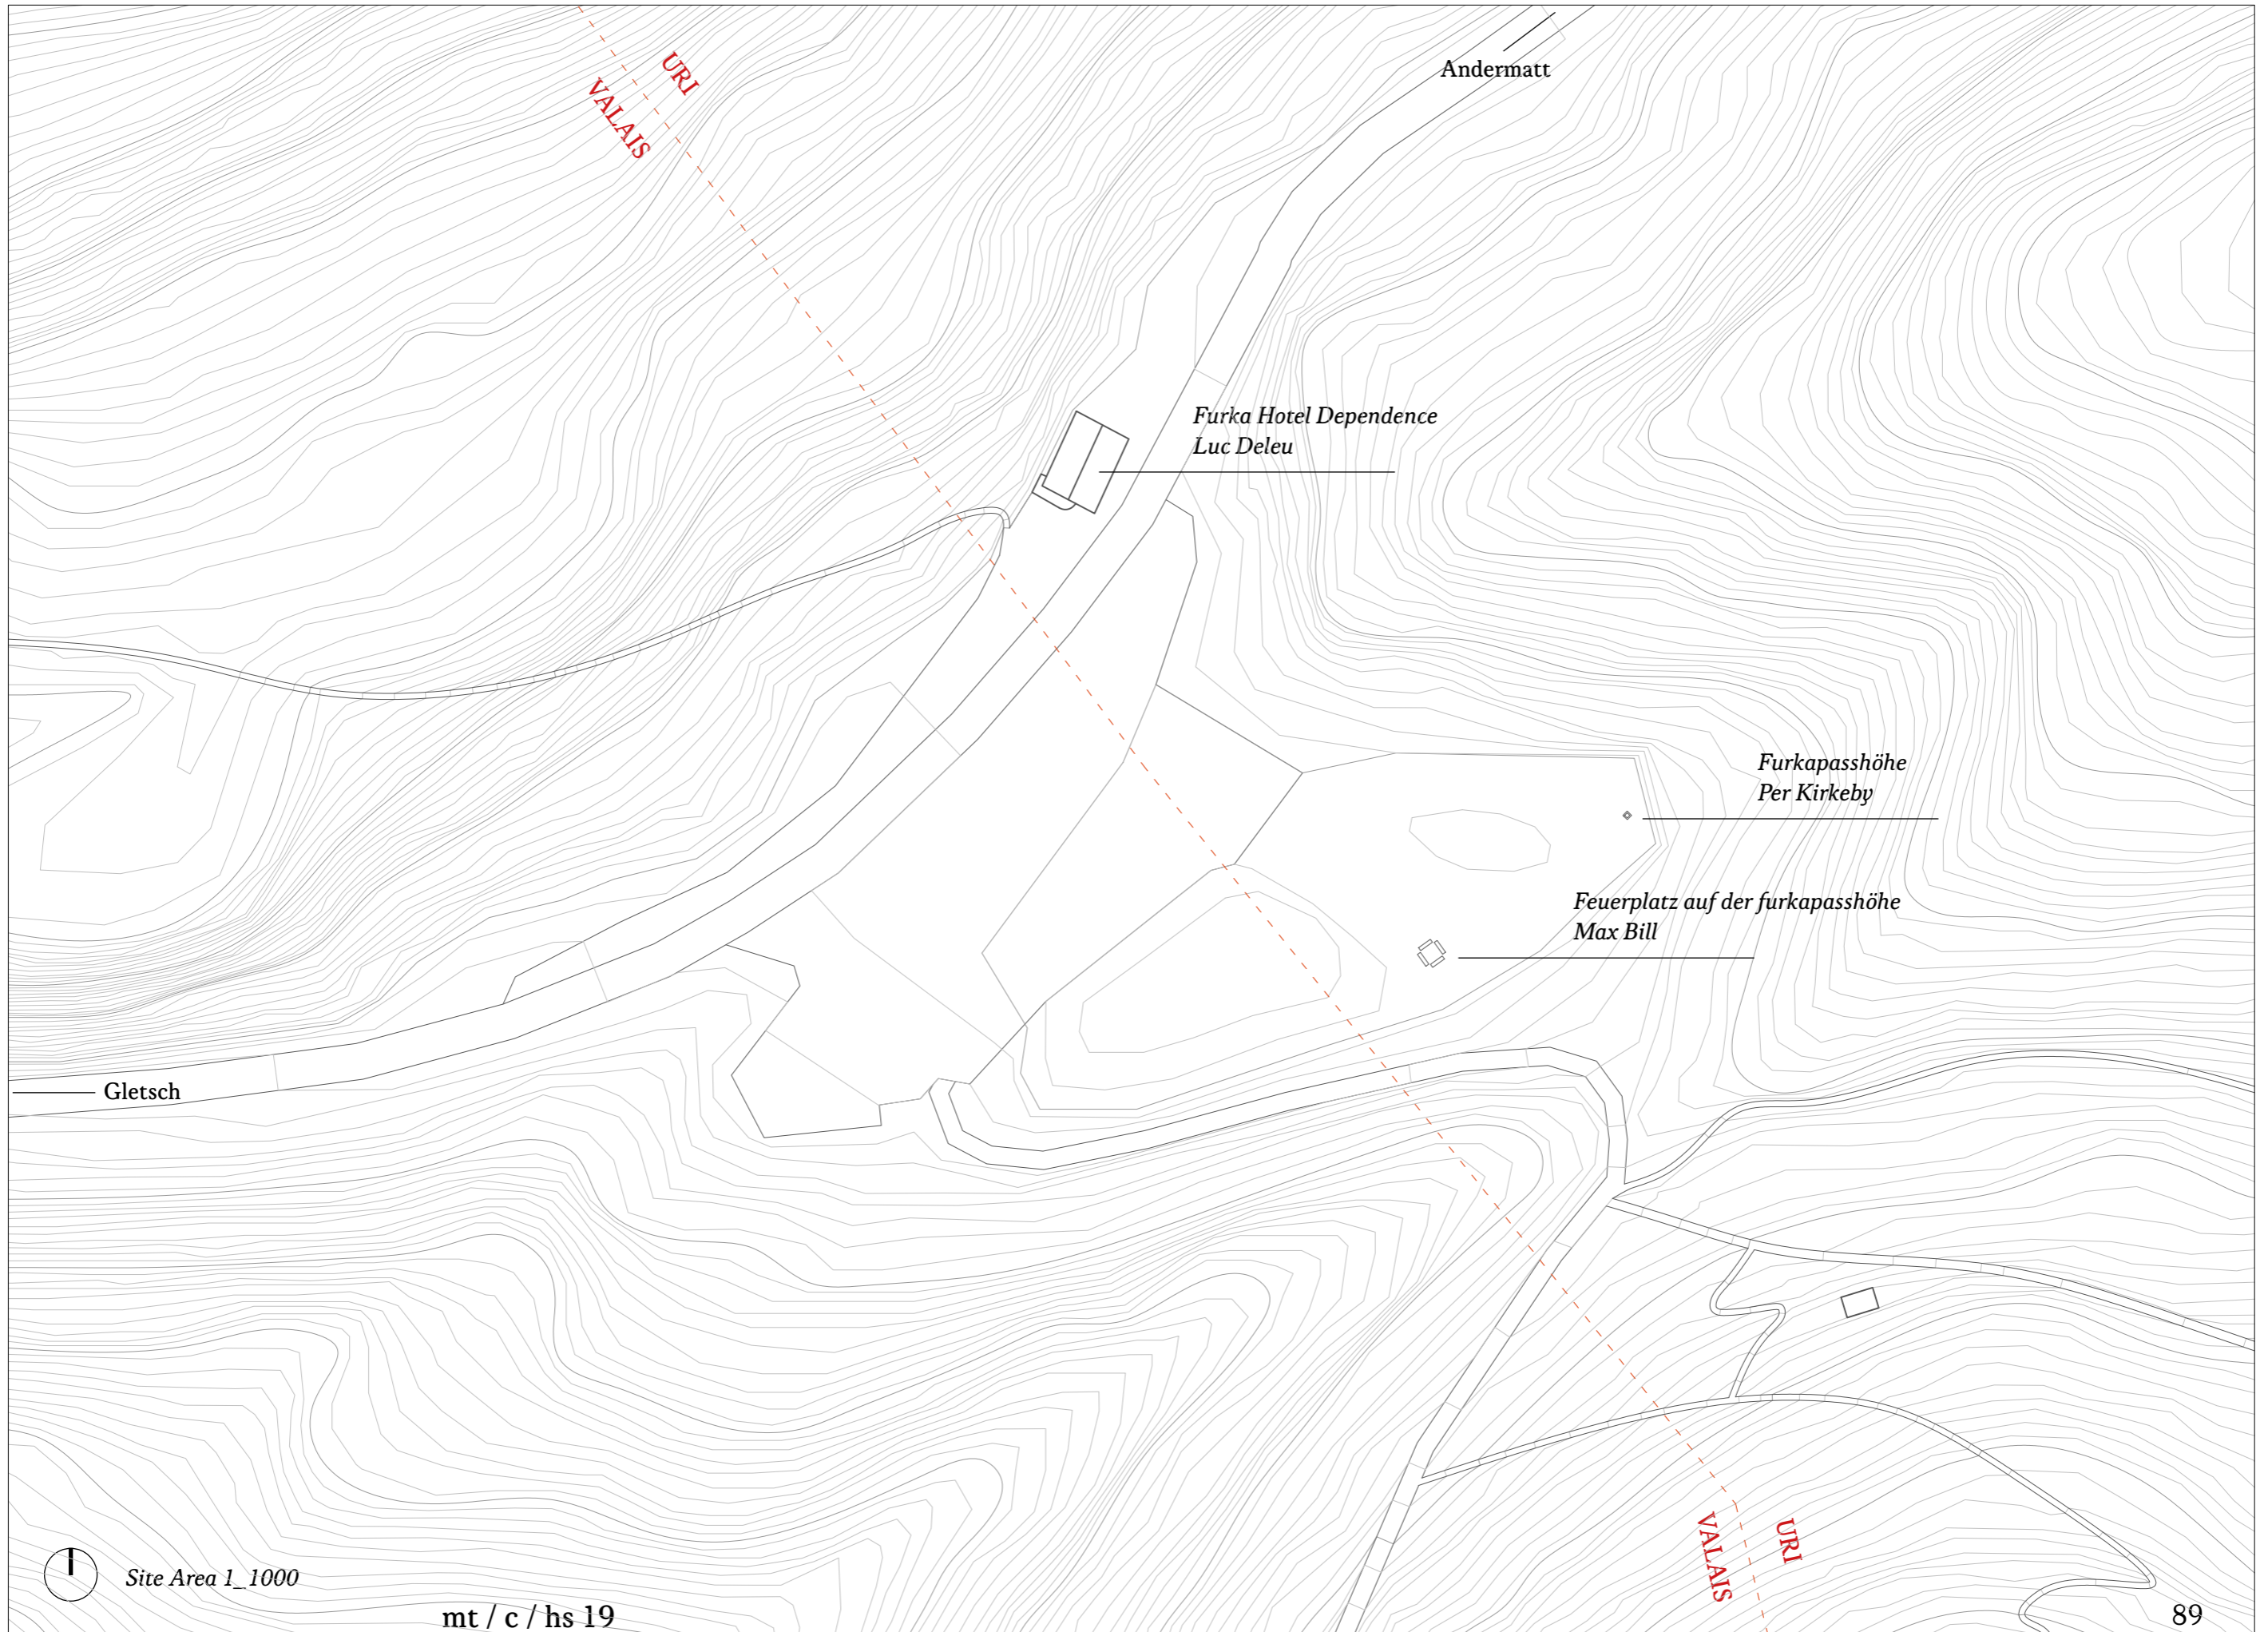 URI
VALAIS
Andermatt
Furka Hotel Dependence
Luc Deleu
Furkapasshöhe
Per Kirkeby
Feuerplatz auf der furkapasshöhe
Max Bill
Gletsch
URI
VALAIS
Site Area 1_1000
mt / c / hs 19
89